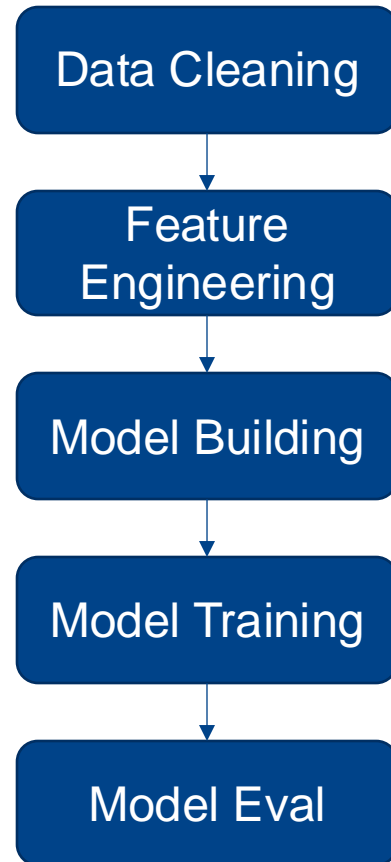 Data Cleaning
Feature
Engineering
Model Building
Model Training
Model Eval